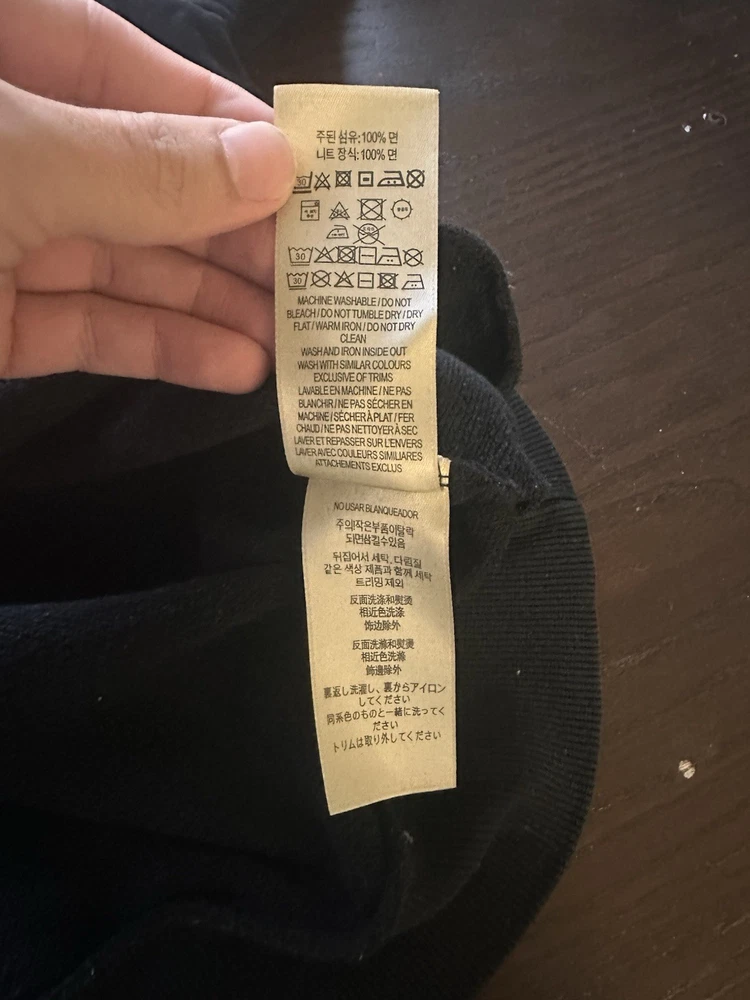 주된 섬유:100% 면
니트 장식:100% 면
30
30
30
MACHINE WASHABLE / DO NOT
BLEACH / DO NOT TUMBLE DRY / DRY
FLAT / WARM IRON / DO NOT DRY
CLEAN
WASH AND IRON INSIDE OUT
WASH WITH SIMILAR COLOURS
EXCLUSIVE OF TRIMS
LAVABLE EN MACHINE / NE PAS
BLANCHIR / NE PAS SÉCHER EN
MACHINE / SÉCHER À PLAT / FER
CHAUD / NE PAS NETTOYER À SEC
LAVER ET REPASSER SUR L'ENVERS
LAVER AVEC COULEURS SIMILIARES
ATTACHEMENTS EXCLUS
NO USAR BLANQUEADOR
주의!작은부품이탈락
되면삼킬수있음
뒤집어서 세탁, 다림질
같은 색상 제품과 함께 세탁
트리밍 제외
反面洗涤和熨烫
相近色洗涤
饰边除外
反面洗滌和熨燙
相近色洗滌
飾邊除外
裏返し洗濯し、裏からアイロン
してください
同系色のものと一緒に洗ってく
ださい
トリムは取り外してください